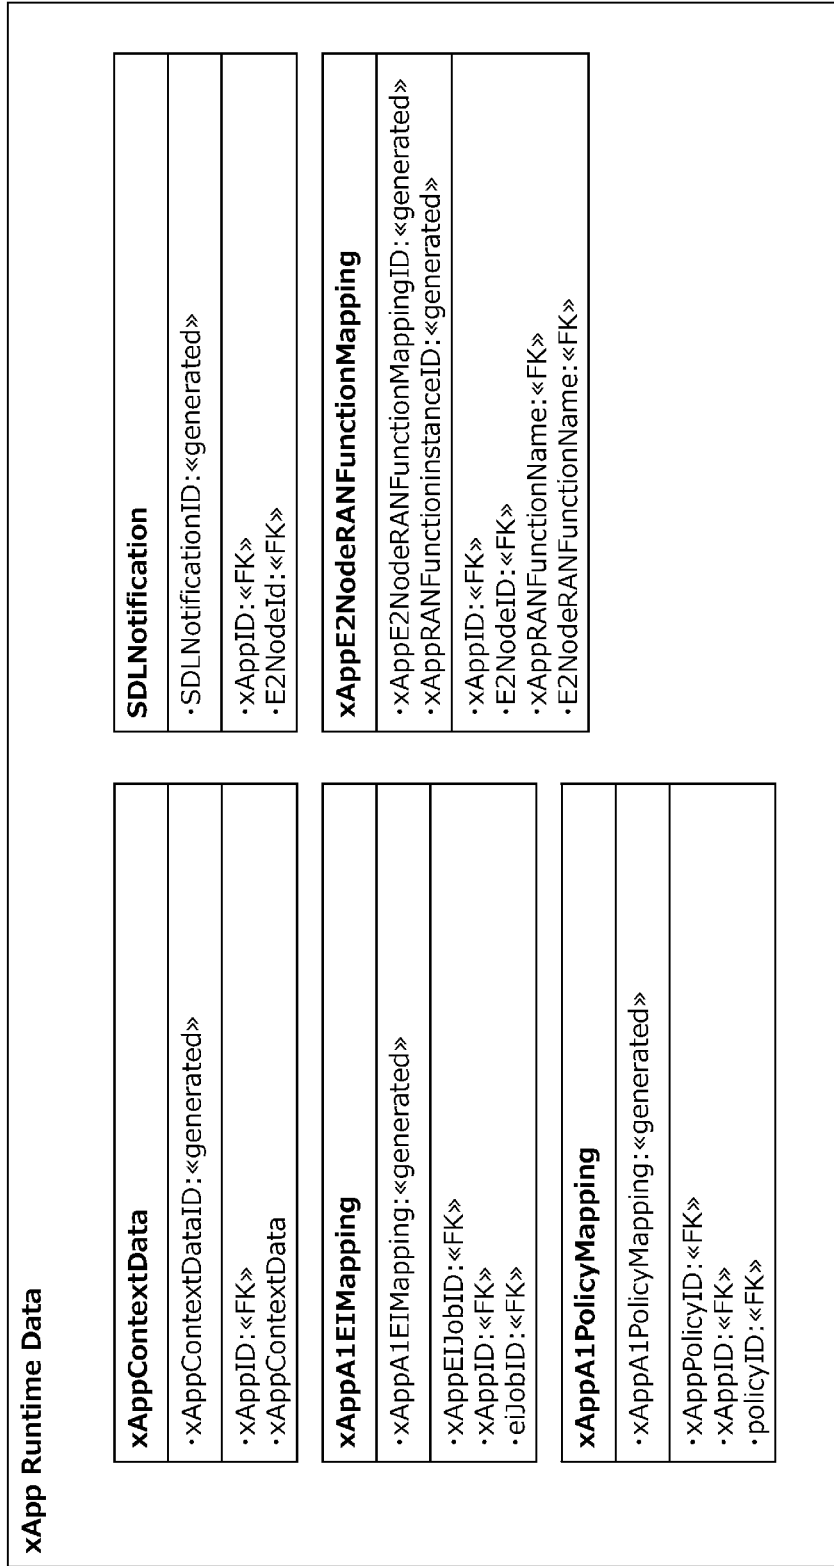 xApp Runtime Data
xAppContextData
·xAppContextDataID:«generated»
·xAppID:«FK»
·xAppContextData
xAppA1EIMapping
·xAppA1EIMapping:«generated»
·xAppEIJobID:«FK»
·xAppID:«FK»
·eiJobID:«FK»
xAppA1PolicyMapping
·xAppA1PolicyMapping:«generated»
·xAppPolicyID:«FK»
·xAppID:«FK»
·policyID:«FK»
SDLNotification
·SDLNotificationID:«generated»
·xAppID:«FK»
·E2NodeId:«FK»
xAppE2NodeRANFunctionMapping
·xAppE2NodeRANFunctionMappingID:«generated»
·xAppRANFunctioninstanceID:«generated»
·xAppID:«FK»
·E2NodeID:«FK»
·xAppRANFunctionName:«FK»
·E2NodeRANFunctionName:«FK»